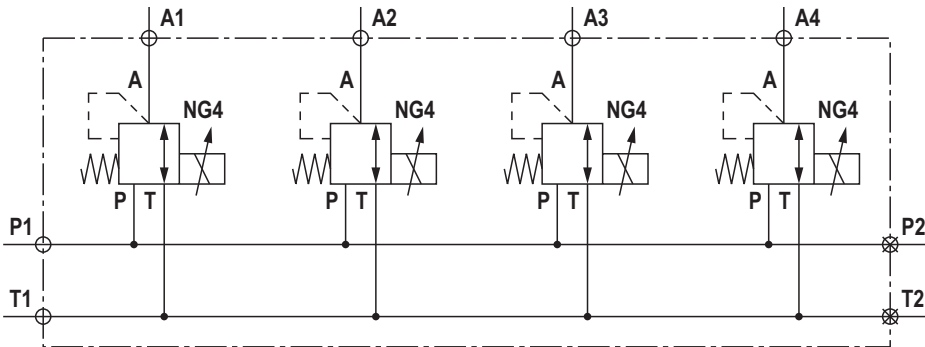 A1 A2 A3 A4
A A A A
NG4 NG4 NG4 NG4
P T P T P T P T
P1 P2
T1 T2